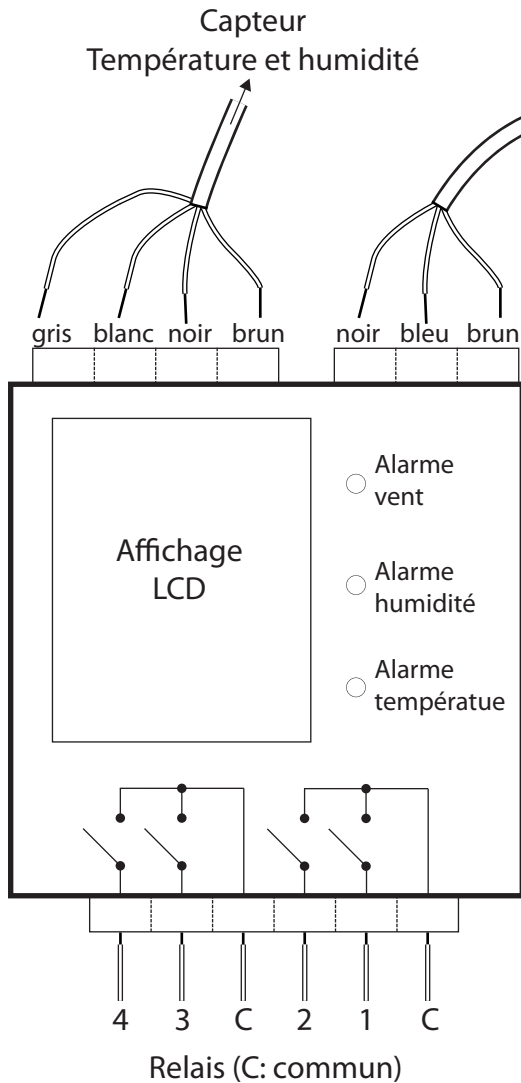 Capteur
Température et humidité
gris blanc noir brun
noir bleu brun
Affichage
LCD
Alarme
vent
Alarme
humidité
Alarme
températue
4 3 C 2 1 C
Relais (C: commun)